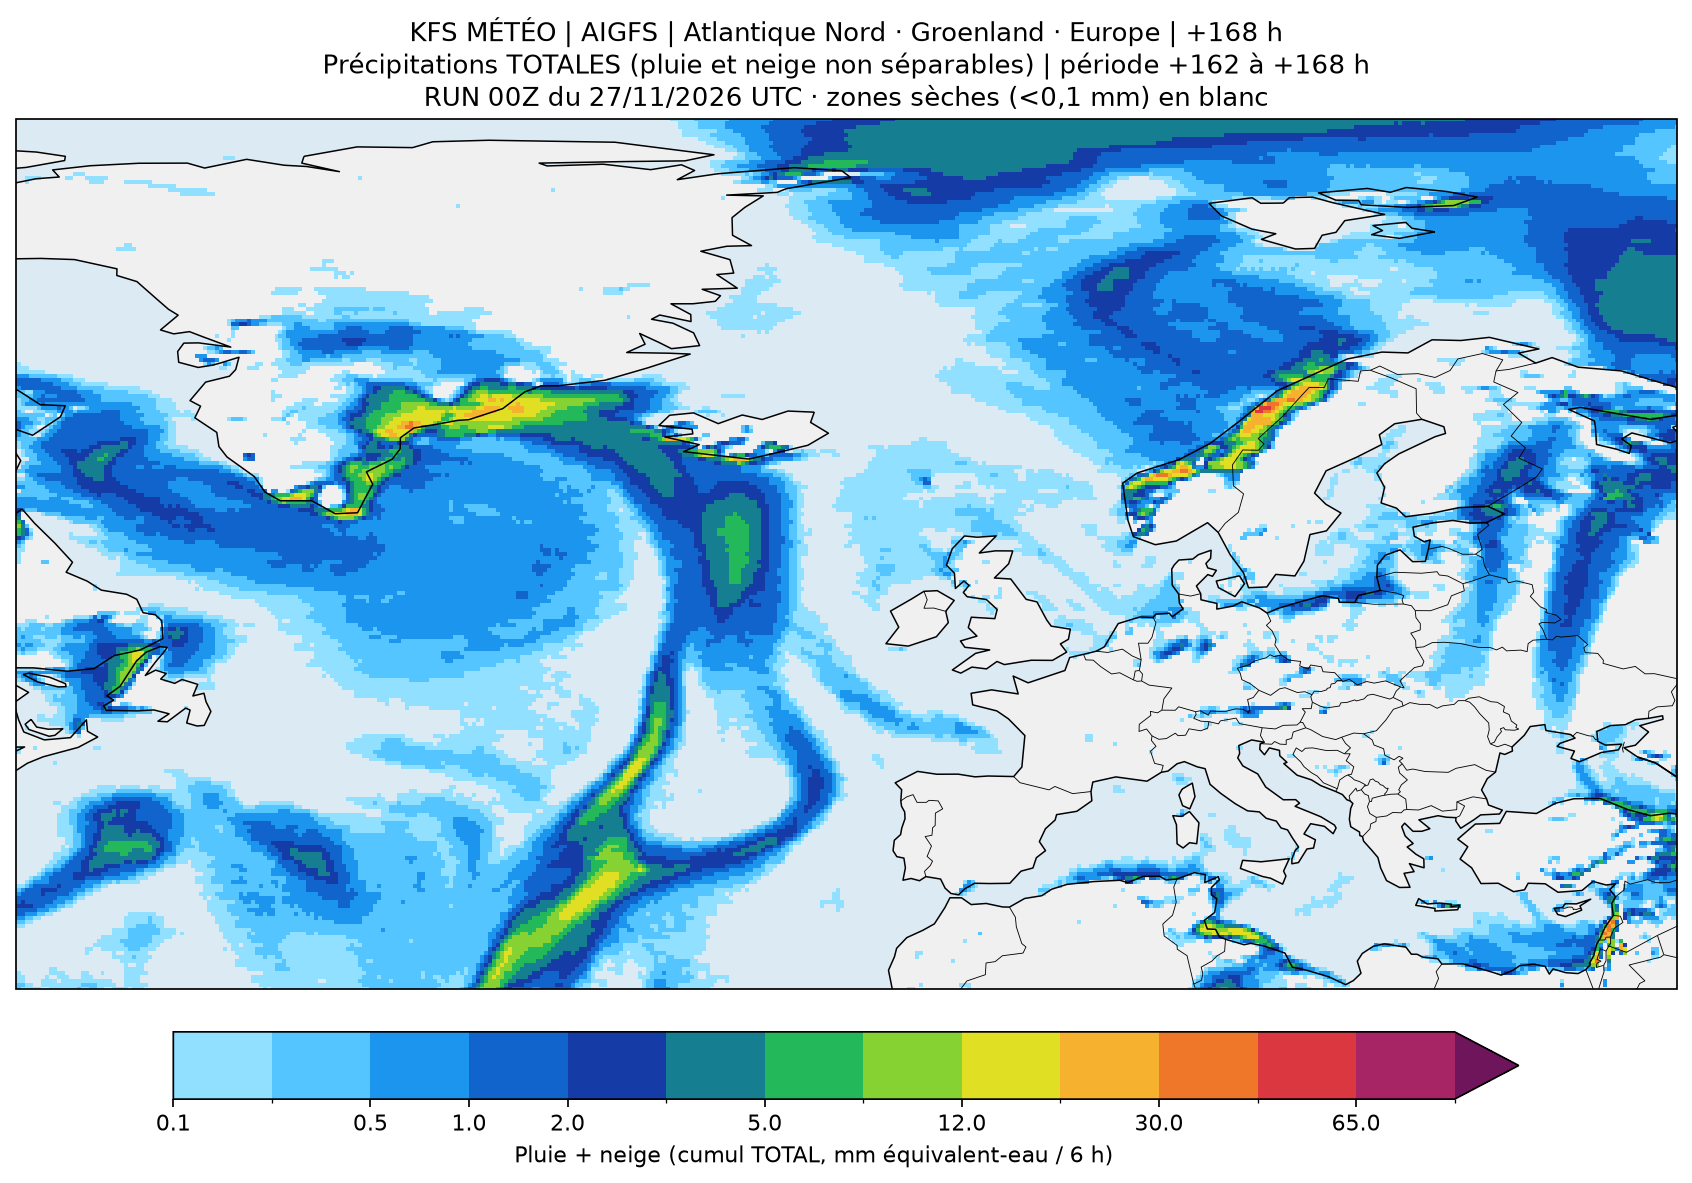 KFS MÉTÉO | AIGFS | Atlantique Nord · Groenland · Europe | +168 h
Précipitations TOTALES (pluie et neige non séparables) | période +162 à +168 h
RUN 00Z du 27/11/2026 UTC · zones sèches (<0,1 mm) en blanc
0.1 0.5 1.0 2.0 5.0 12.0 30.0 65.0
Pluie + neige (cumul TOTAL, mm équivalent-eau / 6 h)